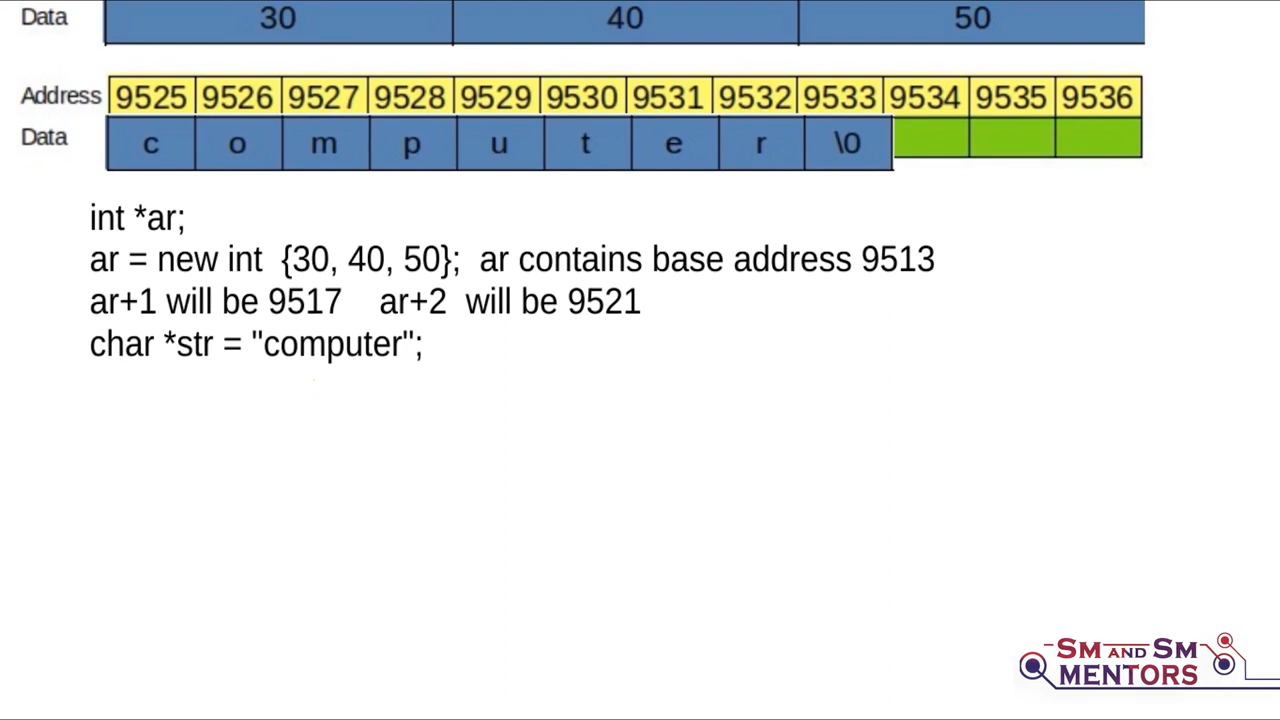 Data 30 40 50
Address 9525 9526 9527 9528 9529 9530 9531 9532 9533 9534 9535 9536
Data c o m p u t e r \0
int *ar;
ar = new int {30, 40, 50}; ar contains base address 9513
ar+1 will be 9517 ar+2 will be 9521
char *str = "computer";
SM AND SM
MENTORS